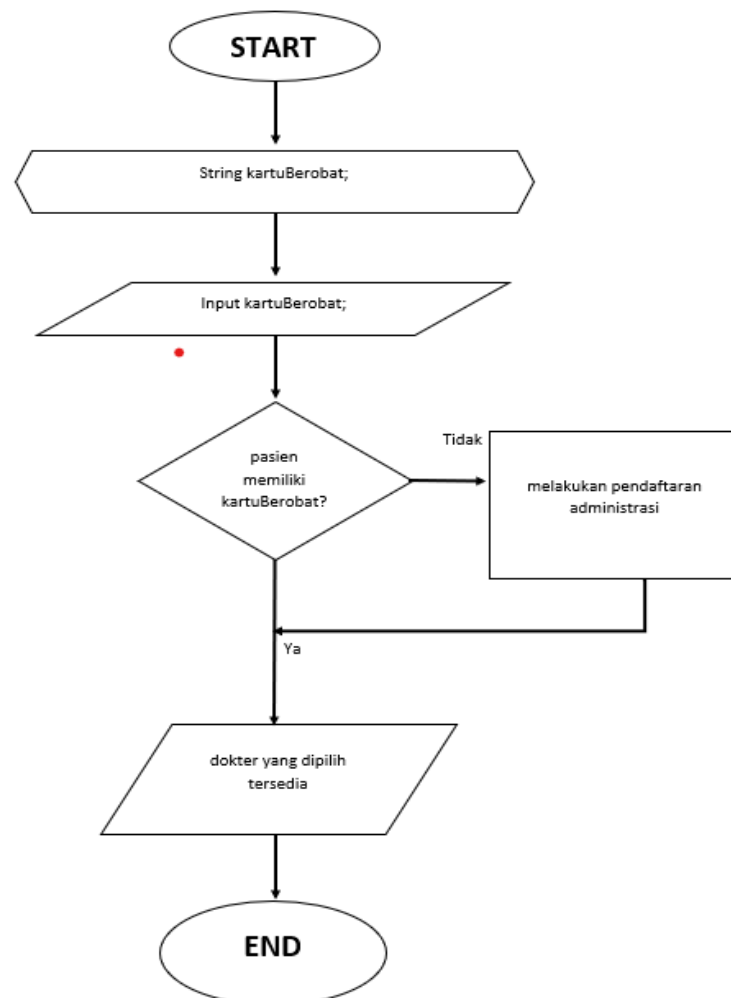 START
String kartuBerobat;
Input kartuBerobat;
pasien
memiliki
kartuBerobat?
Tidak
melakukan pendaftaran
administrasi
Ya
dokter yang dipilih
tersedia
END